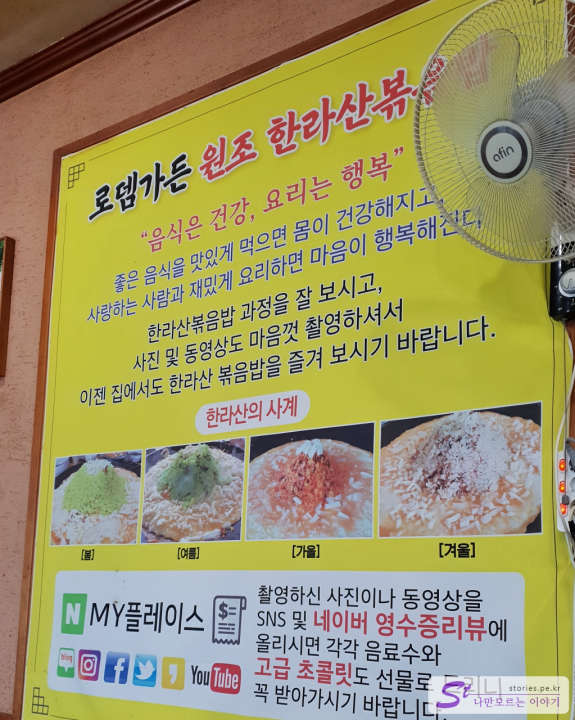 로뎀가든 원조 한라산볶
"음식은 건강, 요리는 행복"
좋은 음식을 맛있게 먹으면 몸이 건강해지고,
사랑하는 사람과 재밌게 요리하면 마음이 행복해진다
한라산볶음밥 과정을 잘 보시고,
사진 및 동영상도 마음껏 촬영하셔서
이젠 집에서도 한라산 볶음밥을 즐겨 보시기 바랍니다.
한라산의 사계
[봄] [여름] [가을] [겨울]
N MY플레이스
blog
You Tube
촬영하신 사진이나 동영상을
SNS 및 네이버 영수증리뷰에
올리시면 각각 음료수와
고급 초콜릿도 선물로
꼭 받아가시기 바랍니다.
afin
stories.pe.kr
나만모르는 이야기